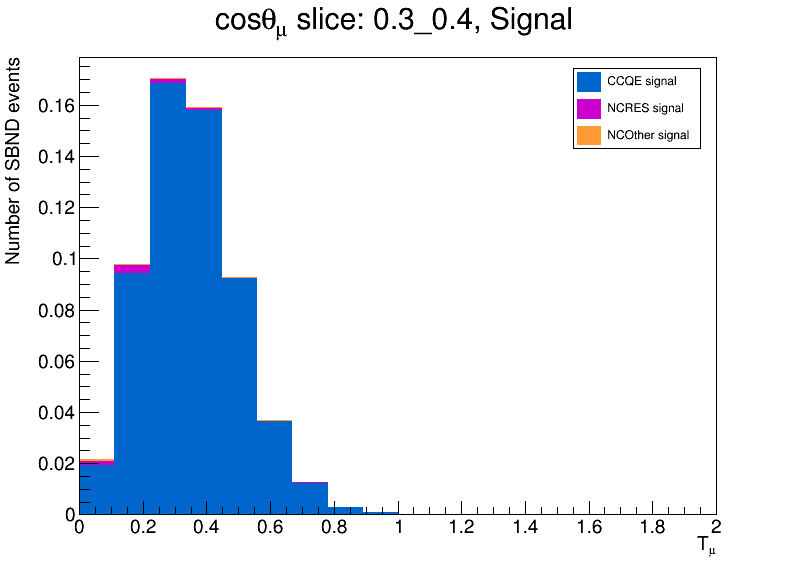 cosθμ slice: 0.3_0.4, Signal
Number of SBND events
CCQE signal
NCRES signal
NCOther signal
0.16
0.14
0.12
0.1
0.08
0.06
0.04
0.02
0
0 0.2 0.4 0.6 0.8 1 1.2 1.4 1.6 1.8 2
Tμ